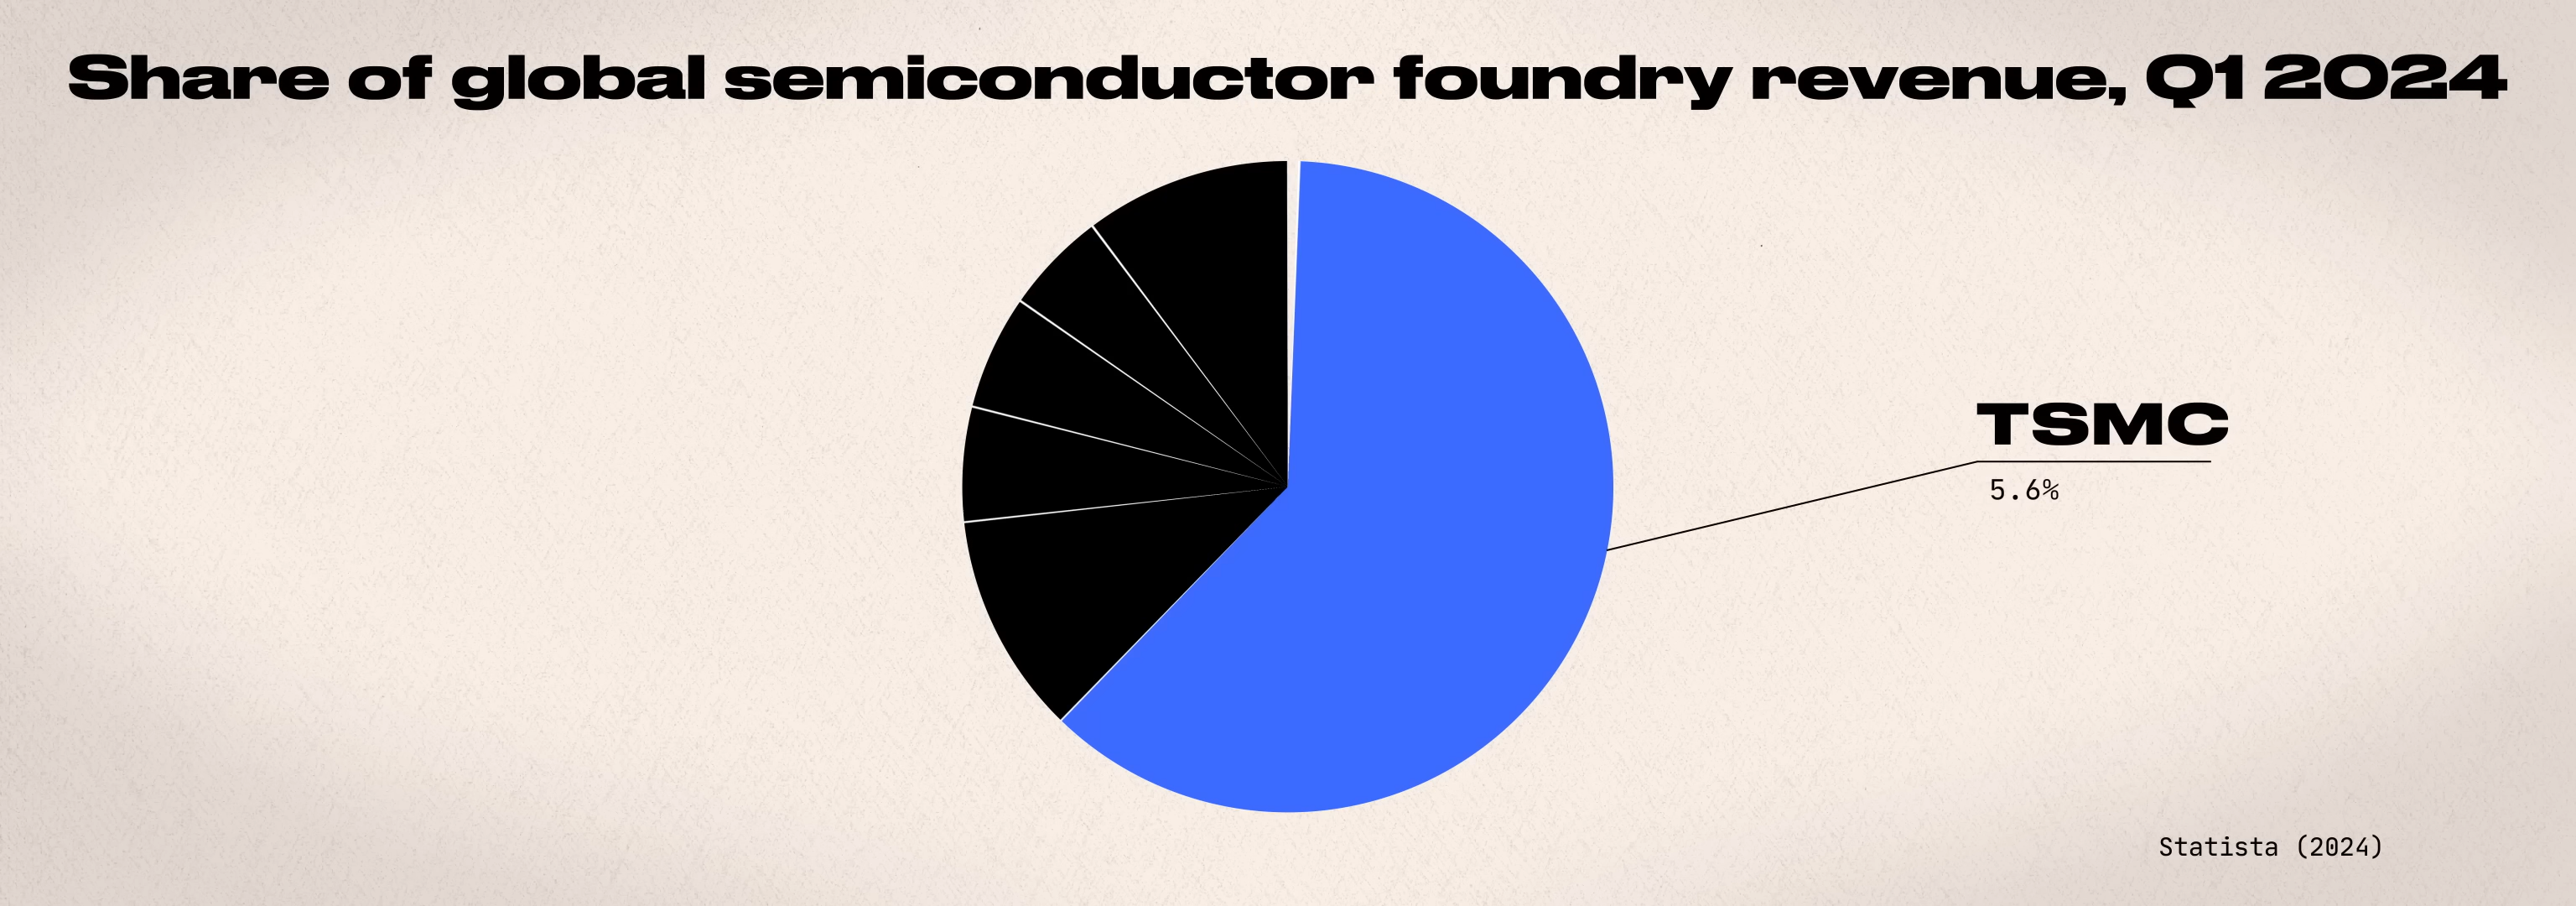 Share of global semiconductor foundry revenue, Q1 2024
TSMC
5.6%
Statista (2024)